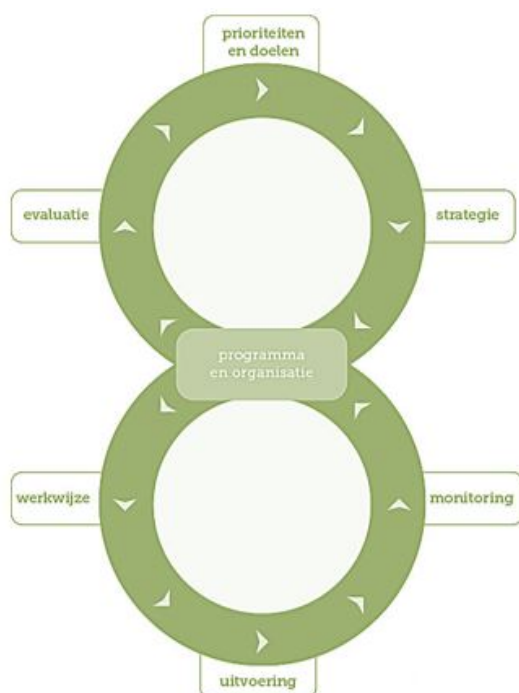 prioriteiten
en doelen
evaluatie
strategie
programma
en organisatie
werkwijze
monitoring
uitvoering